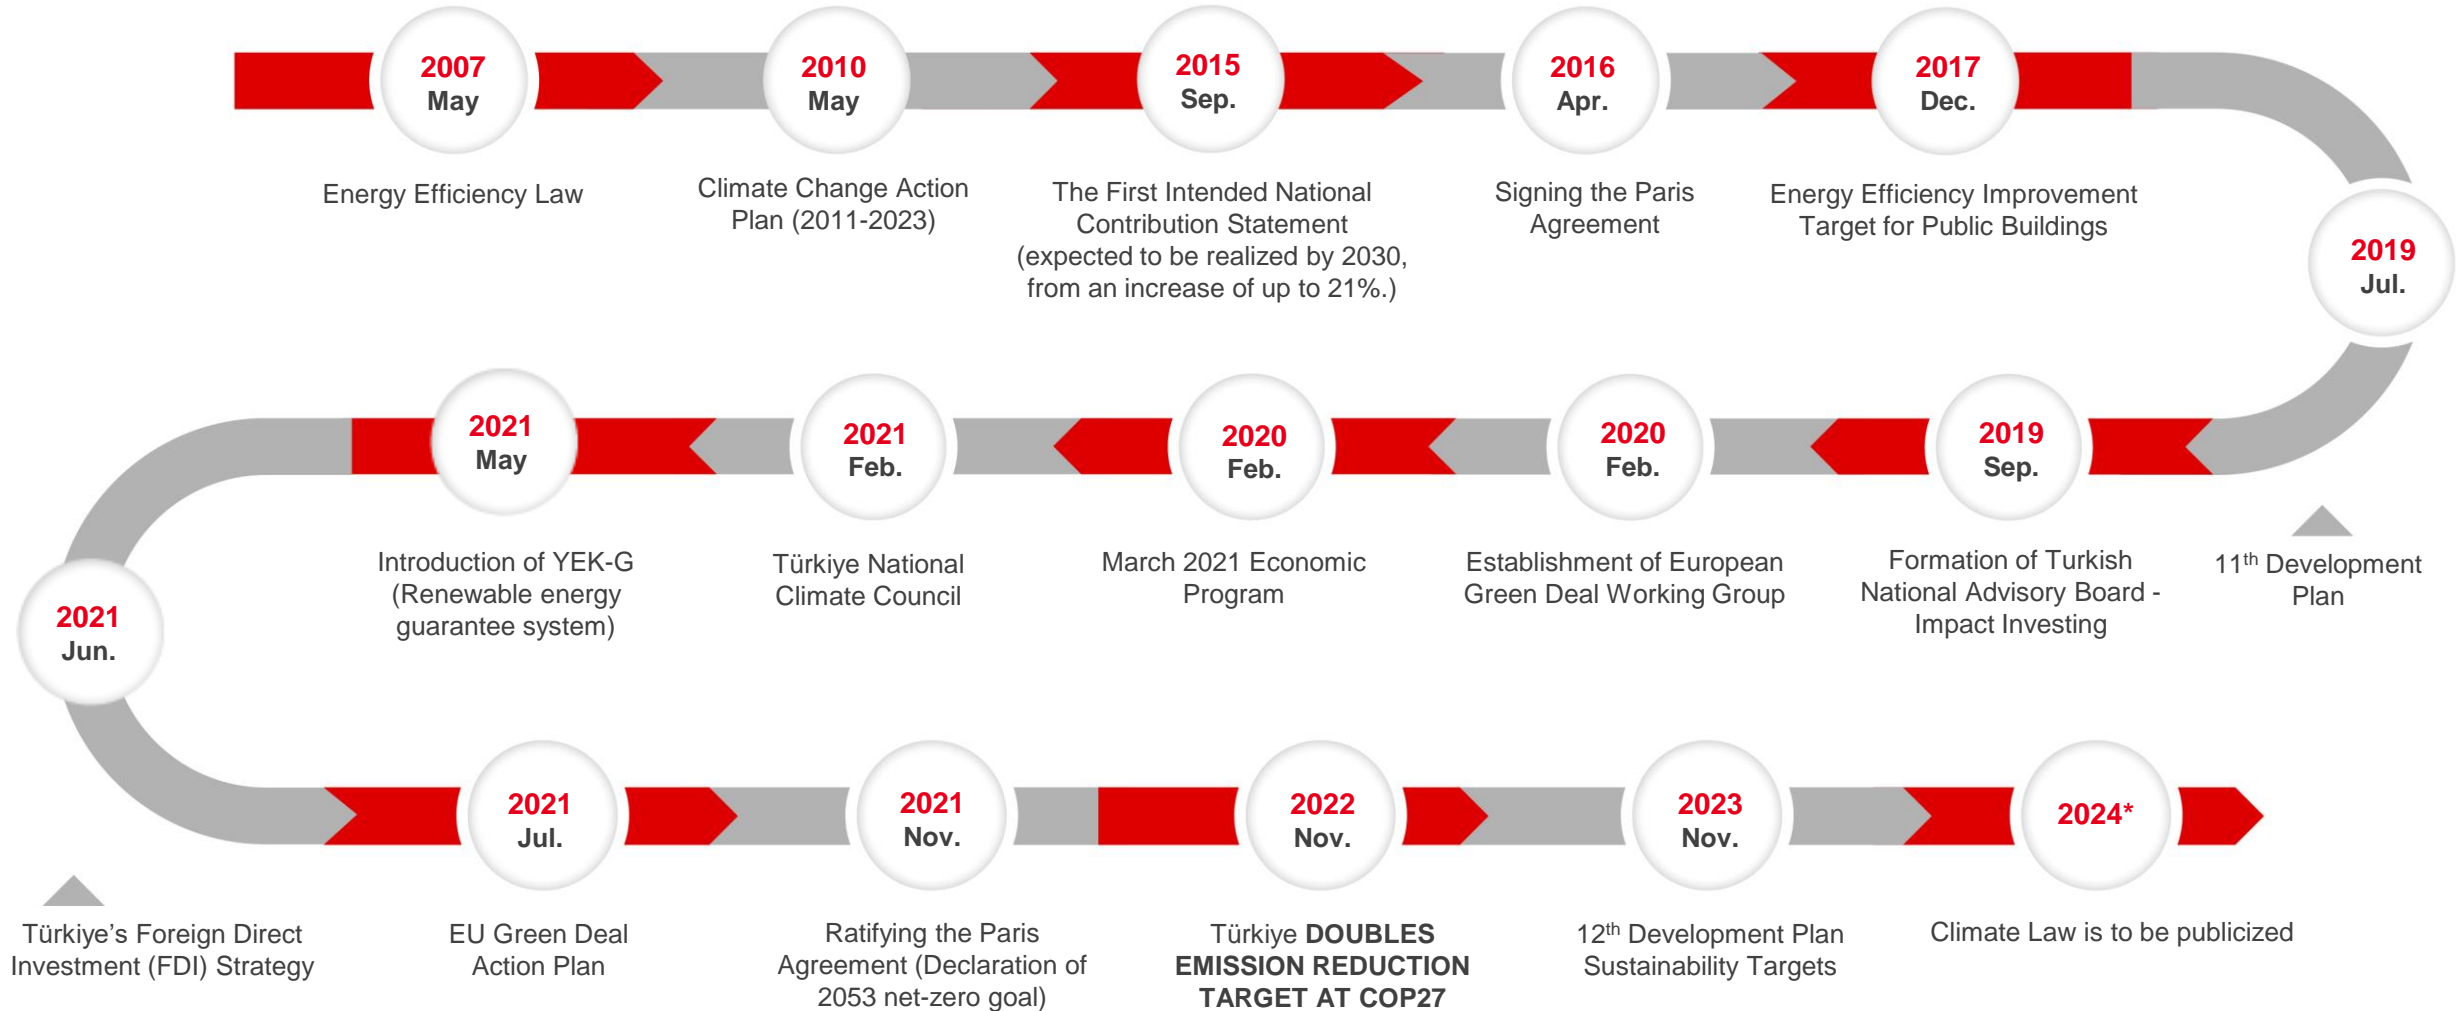 2007
May
Energy Efficiency Law
2010
May
Climate Change Action
Plan (2011-2023)
2015
Sep.
The First Intended National
Contribution Statement
(expected to be realized by 2030,
from an increase of up to 21%.)
2016
Apr.
Signing the Paris
Agreement
2017
Dec.
Energy Efficiency Improvement
Target for Public Buildings
2019
Jul.
11th Development
Plan
2019
Sep.
Formation of Turkish
National Advisory Board -
Impact Investing
2020
Feb.
Establishment of European
Green Deal Working Group
2020
Feb.
March 2021 Economic
Program
2021
Feb.
Türkiye National
Climate Council
2021
May
Introduction of YEK-G
(Renewable energy
guarantee system)
2021
Jun.
Türkiye’s Foreign Direct
Investment (FDI) Strategy
2021
Jul.
EU Green Deal
Action Plan
2021
Nov.
Ratifying the Paris
Agreement (Declaration of
2053 net-zero goal)
2022
Nov.
Türkiye DOUBLES
EMISSION REDUCTION
TARGET AT COP27
2023
Nov.
12th Development Plan
Sustainability Targets
2024*
Climate Law is to be publicized